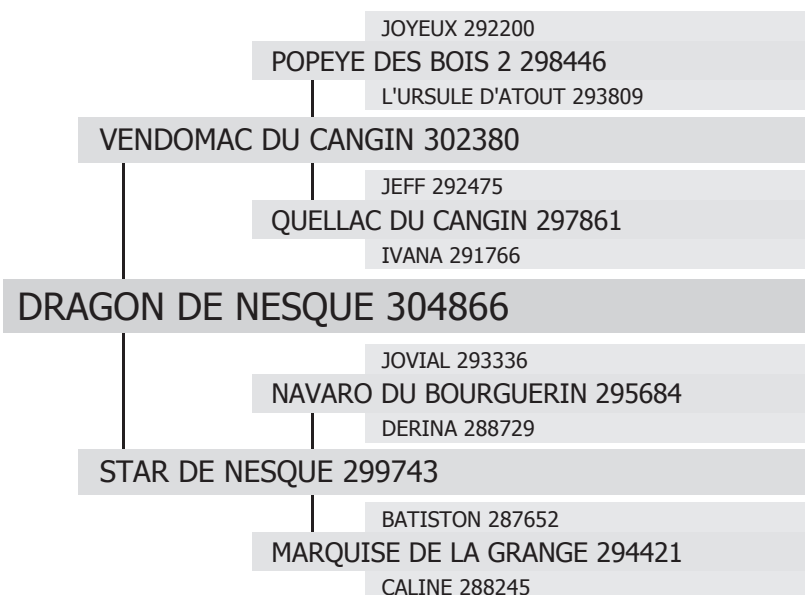 JOYEUX 292200
POPEYE DES BOIS 2 298446
L'URSULE D'ATOUT 293809
VENDOMAC DU CANGIN 302380
JEFF 292475
QUELLAC DU CANGIN 297861
IVANA 291766
DRAGON DE NESQUE 304866
JOVIAL 293336
NAVARO DU BOURGUERIN 295684
DERINA 288729
STAR DE NESQUE 299743
BATISTON 287652
MARQUISE DE LA GRANGE 294421
CALINE 288245